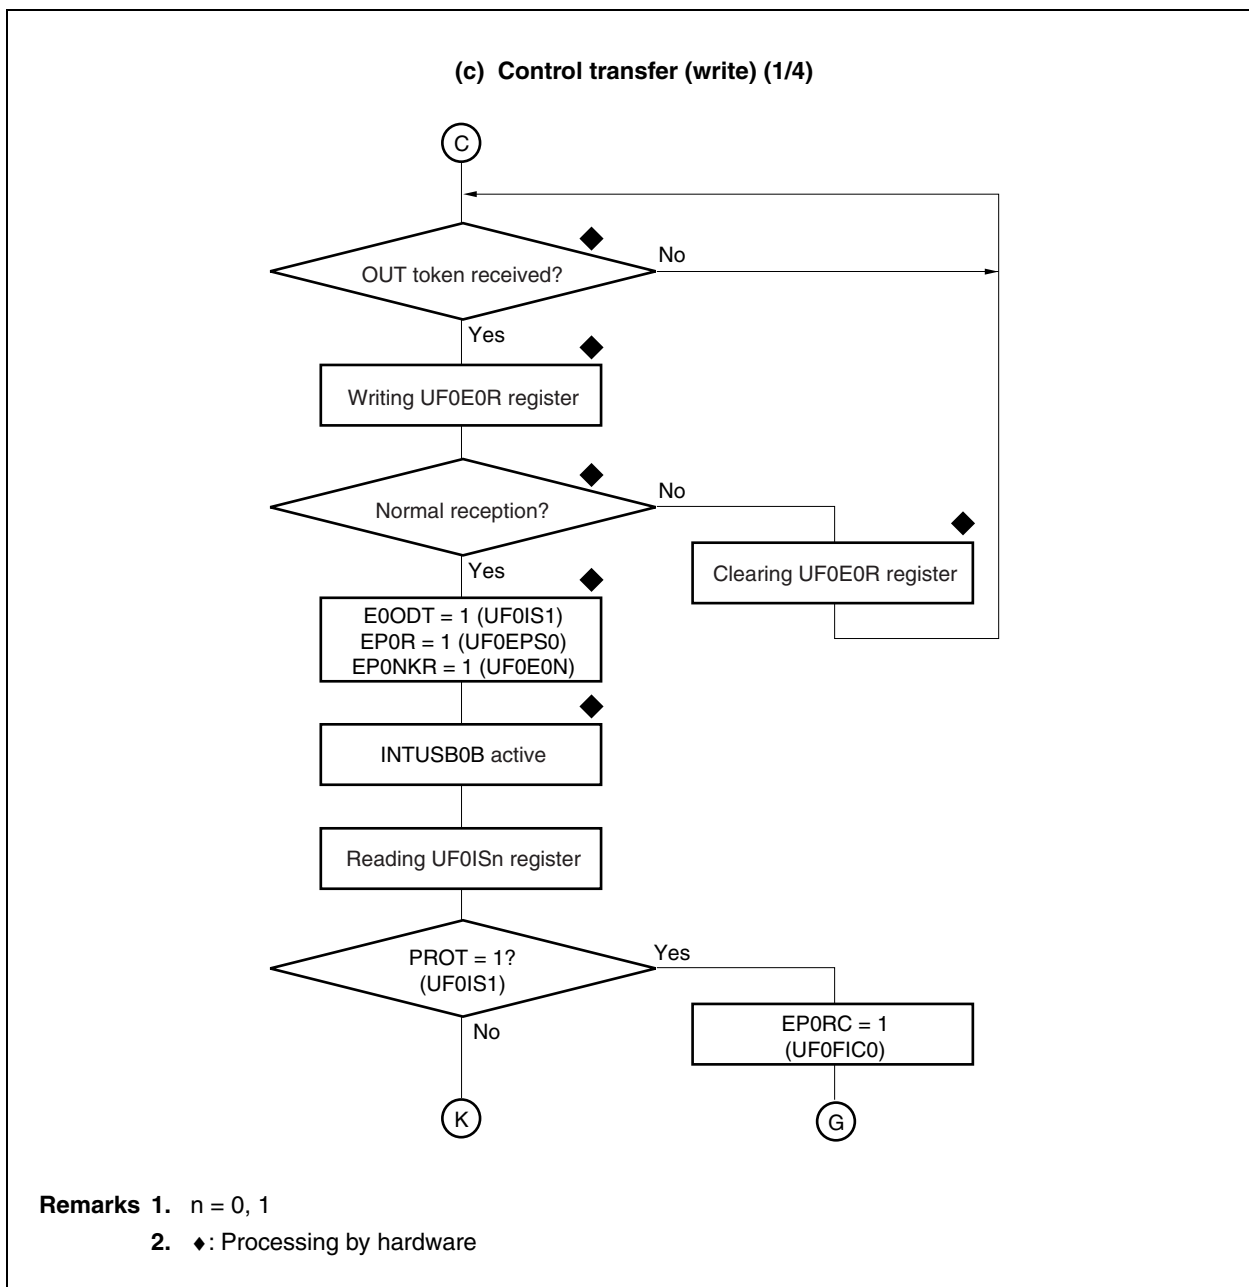 (c) Control transfer (write) (1/4)
C
OUT token received?
No
Yes
Writing UF0E0R register
Normal reception?
No
Clearing UF0E0R register
Yes
E0ODT = 1 (UF0IS1)
EP0R = 1 (UF0EPS0)
EP0NKR = 1 (UF0E0N)
INTUSB0B active
Reading UF0ISn register
PROT = 1?
(UF0IS1)
Yes
No
EP0RC = 1
(UF0FIC0)
K
G
Remarks 1. n = 0, 1
2. ♦: Processing by hardware